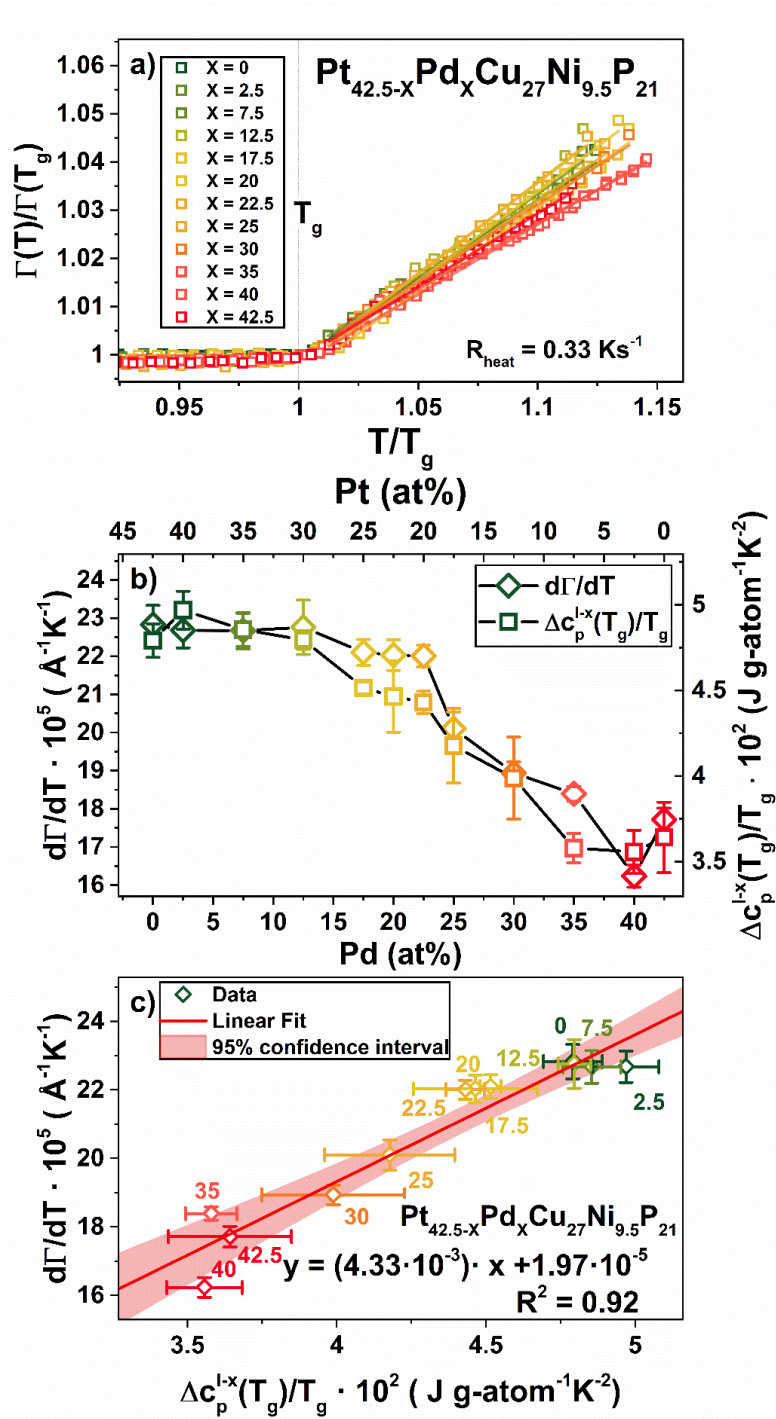 a)
Pt42.5-XPdXCu27Ni9.5P21
X = 0
X = 2.5
X = 7.5
X = 12.5
X = 17.5
X = 20
X = 22.5
X = 25
X = 30
X = 35
X = 40
X = 42.5
Tg
Rheat = 0.33 Ks-1
1.06
1.05
1.04
1.03
1.02
1.01
1
Γ(T)/Γ(Tg)
0.95 1 1.05 1.1 1.15
T/Tg
Pt (at%)
45 40 35 30 25 20 15 10 5 0
b)
dΓ/dT
Δcp l-x(Tg)/Tg
24
23
22
21
20
19
18
17
16
dΓ/dT · 105 ( Å-1K-1)
5
4.5
4
3.5
Δcp l-x(Tg)/Tg · 102 (J g-atom-1K-2)
0 5 10 15 20 25 30 35 40
Pd (at%)
c)
Data
Linear Fit
95% confidence interval
24
22
20
18
16
dΓ/dT · 105 ( Å-1K-1)
0 7.5
20 12.5
2.5
22.5 17.5
25
35 30
42.5
40
Pt42.5-XPdXCu27Ni9.5P21
y = (4.33·10-3)· x +1.97·10-5
R2 = 0.92
3.5 4 4.5 5
Δcp l-x(Tg)/Tg · 102 ( J g-atom-1K-2)